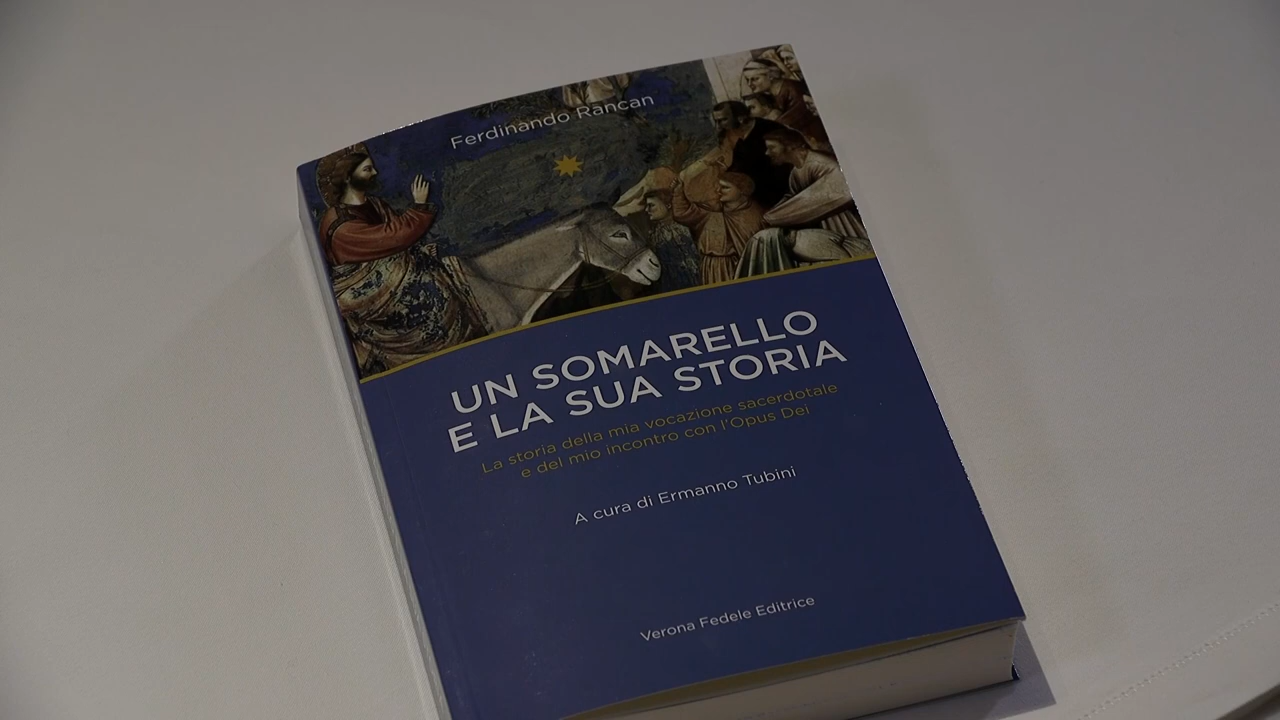 Ferdinando Rancan
UN SOMARELLO
E LA SUA STORIA
La storia della mia vocazione sacerdotale
e del mio incontro con l'Opus Dei
A cura di Ermanno Tubini
Verona Fedele Editrice